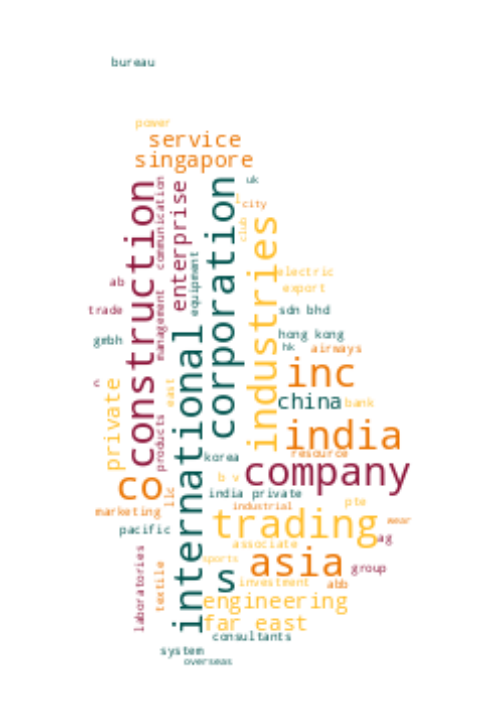 bureau
power
service
singapore
construction
communication
enterprise
corporation
uk
city
club
industries
equipment
electric
export
ab
trade
management
sdn bhd
gmbh
hong kong
hk
airways
international
inc
c
private
east
china
bank
products
india
resource
korea
company
co
llc
b v
india private
industrial
pte
marketing
trading
wear
pacific
ag
associate
laboratories
textile
sports
asia
group
s
investment
abb
engineering
far east
consultants
system
overseas